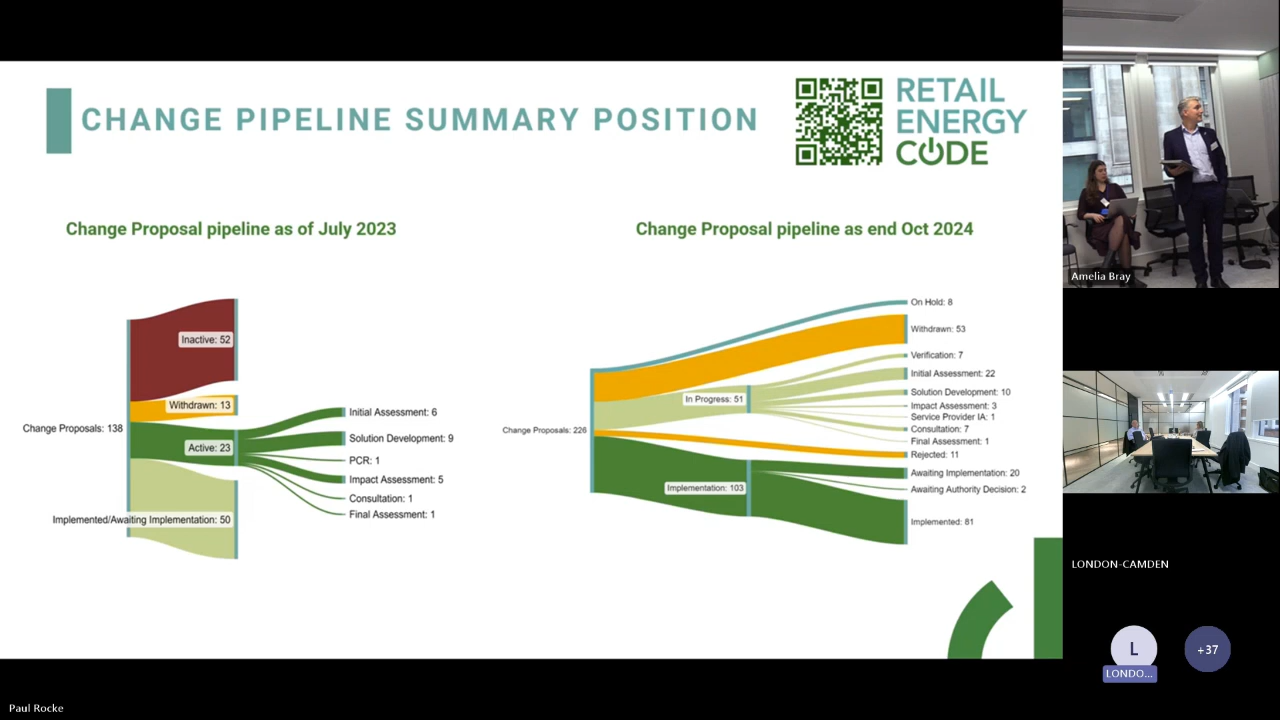 CHANGE PIPELINE SUMMARY POSITION
RETAIL
ENERGY
CODE
Change Proposal pipeline as of July 2023
Change Proposal pipeline as end Oct 2024
Inactive: 52
Withdrawn: 13
Change Proposals: 138
Active: 23
Implemented/Awaiting Implementation: 50
Initial Assessment: 6
Solution Development: 9
PCR: 1
Impact Assessment: 5
Consultation: 1
Final Assessment: 1
Change Proposals: 226
In Progress: 51
Implementation: 103
On Hold: 8
Withdrawn: 53
Verification: 7
Initial Assessment: 22
Solution Development: 10
Impact Assessment: 3
Service Provider IA: 1
Consultation: 7
Final Assessment: 1
Rejected: 11
Awaiting Implementation: 20
Awaiting Authority Decision: 2
Implemented: 81
Amelia Bray
LONDON-CAMDEN
L
LONDO...
+37
Paul Rocke